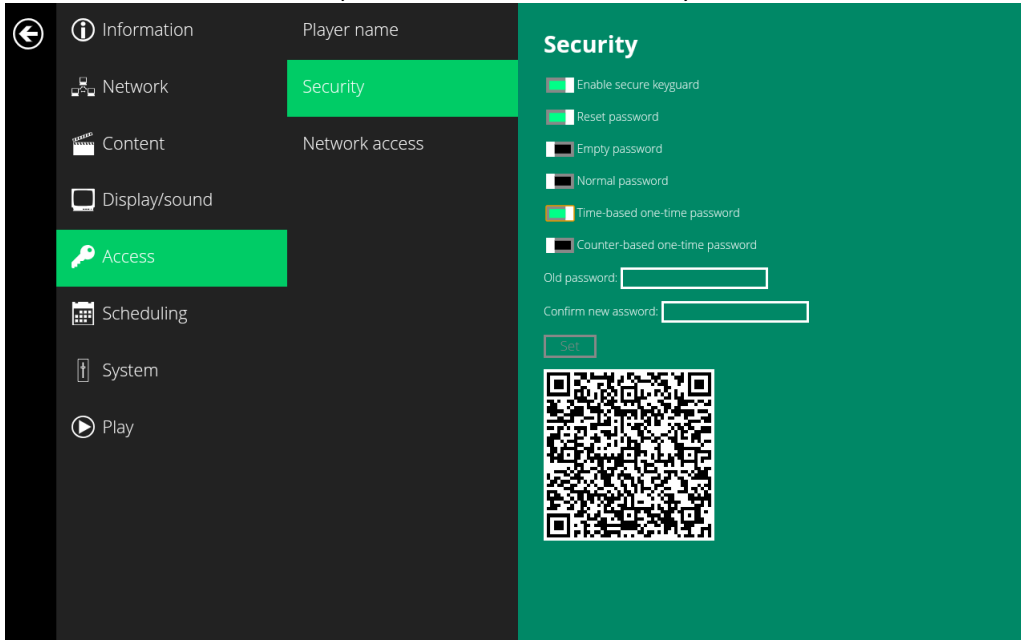 Information
Network
Content
Display/sound
Access
Scheduling
System
Play
Player name
Security
Network access
Security
Enable secure keyguard
Reset password
Empty password
Normal password
Time-based one-time password
Counter-based one-time password
Old password:
Confirm new assword:
Set